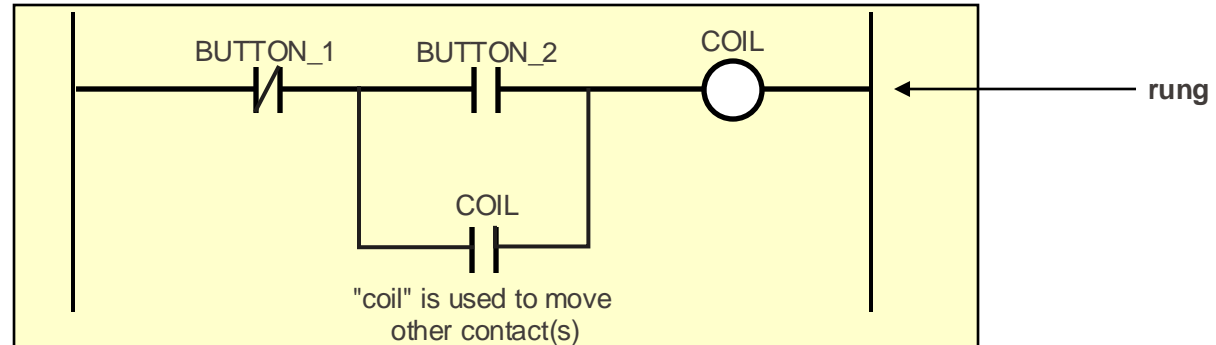 BUTTON_1
BUTTON_2
COIL
rung
COIL
"coil" is used to move
other contact(s)